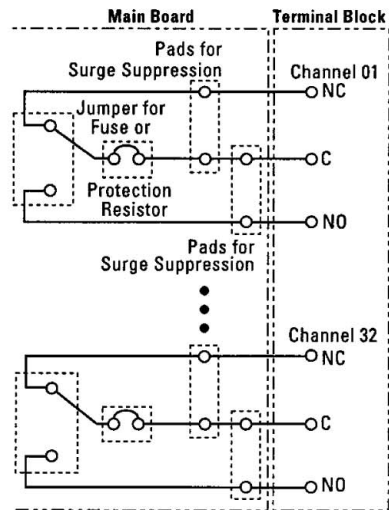 Main Board
Terminal Block
Pads for
Surge Suppression
Channel 01
NC
Jumper for
Fuse or
C
Protection
Resistor
NO
Pads for
Surge Suppression
Channel 32
NC
C
NO